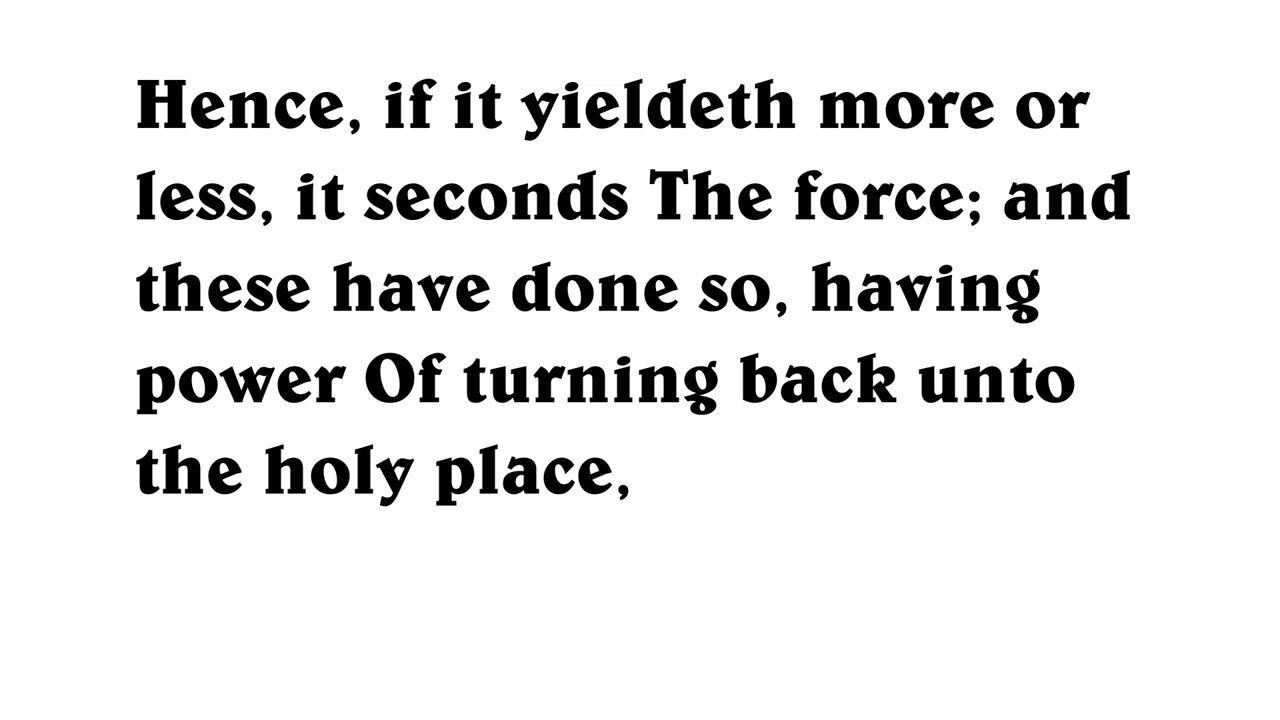 Hence, if it yieldeth more or
less, it seconds The force; and
these have done so, having
power Of turning back unto
the holy place,